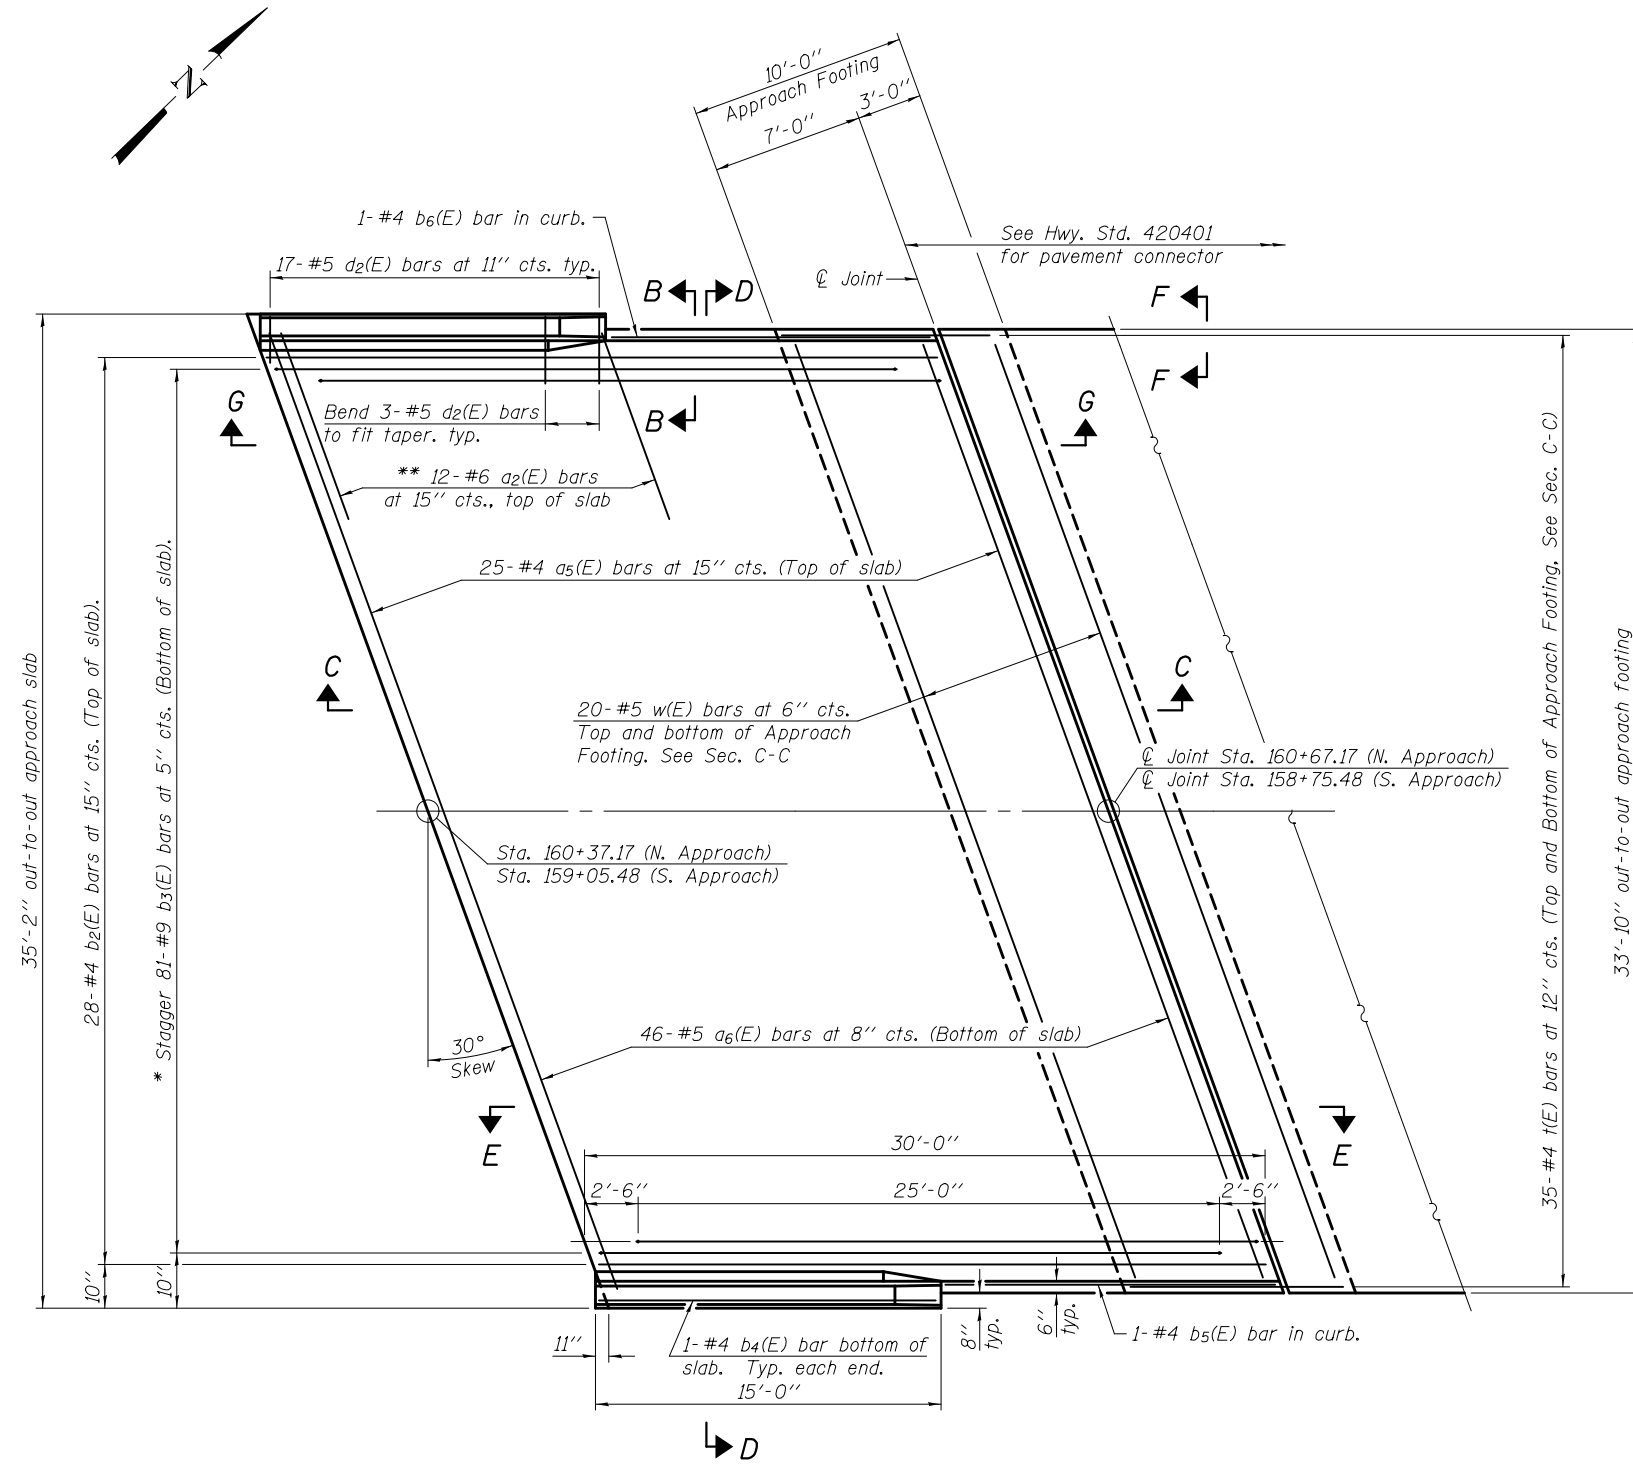 N
10'-0"
Approach Footing
7'-0"
3'-0"
1-#4 b6(E) bar in curb.
17-#5 d2(E) bars at 11" cts. typ.
See Hwy. Std. 420401
for pavement connector
℄ Joint
B
D
F
F
G
G
B
Bend 3-#5 d2(E) bars
to fit taper. typ.
** 12-#6 a2(E) bars
at 15" cts., top of slab
25-#4 a5(E) bars at 15" cts. (Top of slab)
C
C
20-#5 w(E) bars at 6" cts.
Top and bottom of Approach
Footing. See Sec. C-C
℄ Joint Sta. 160+67.17 (N. Approach)
℄ Joint Sta. 158+75.48 (S. Approach)
Sta. 160+37.17 (N. Approach)
Sta. 159+05.48 (S. Approach)
35'-2" out-to-out approach slab
28-#4 b2(E) bars at 15" cts. (Top of slab).
* Stagger 81-#9 b3(E) bars at 5" cts. (Bottom of slab).
35-#4 t(E) bars at 12" cts. (Top and Bottom of Approach Footing, See Sec. C-C)
33'-10" out-to-out approach footing
30°
Skew
46-#5 a6(E) bars at 8" cts. (Bottom of slab)
E
E
30'-0"
2'-6"
25'-0"
2'-6"
10"
10"
11"
1-#4 b4(E) bar bottom of
slab. Typ. each end.
15'-0"
8"
typ.
6"
typ.
1-#4 b5(E) bar in curb.
D